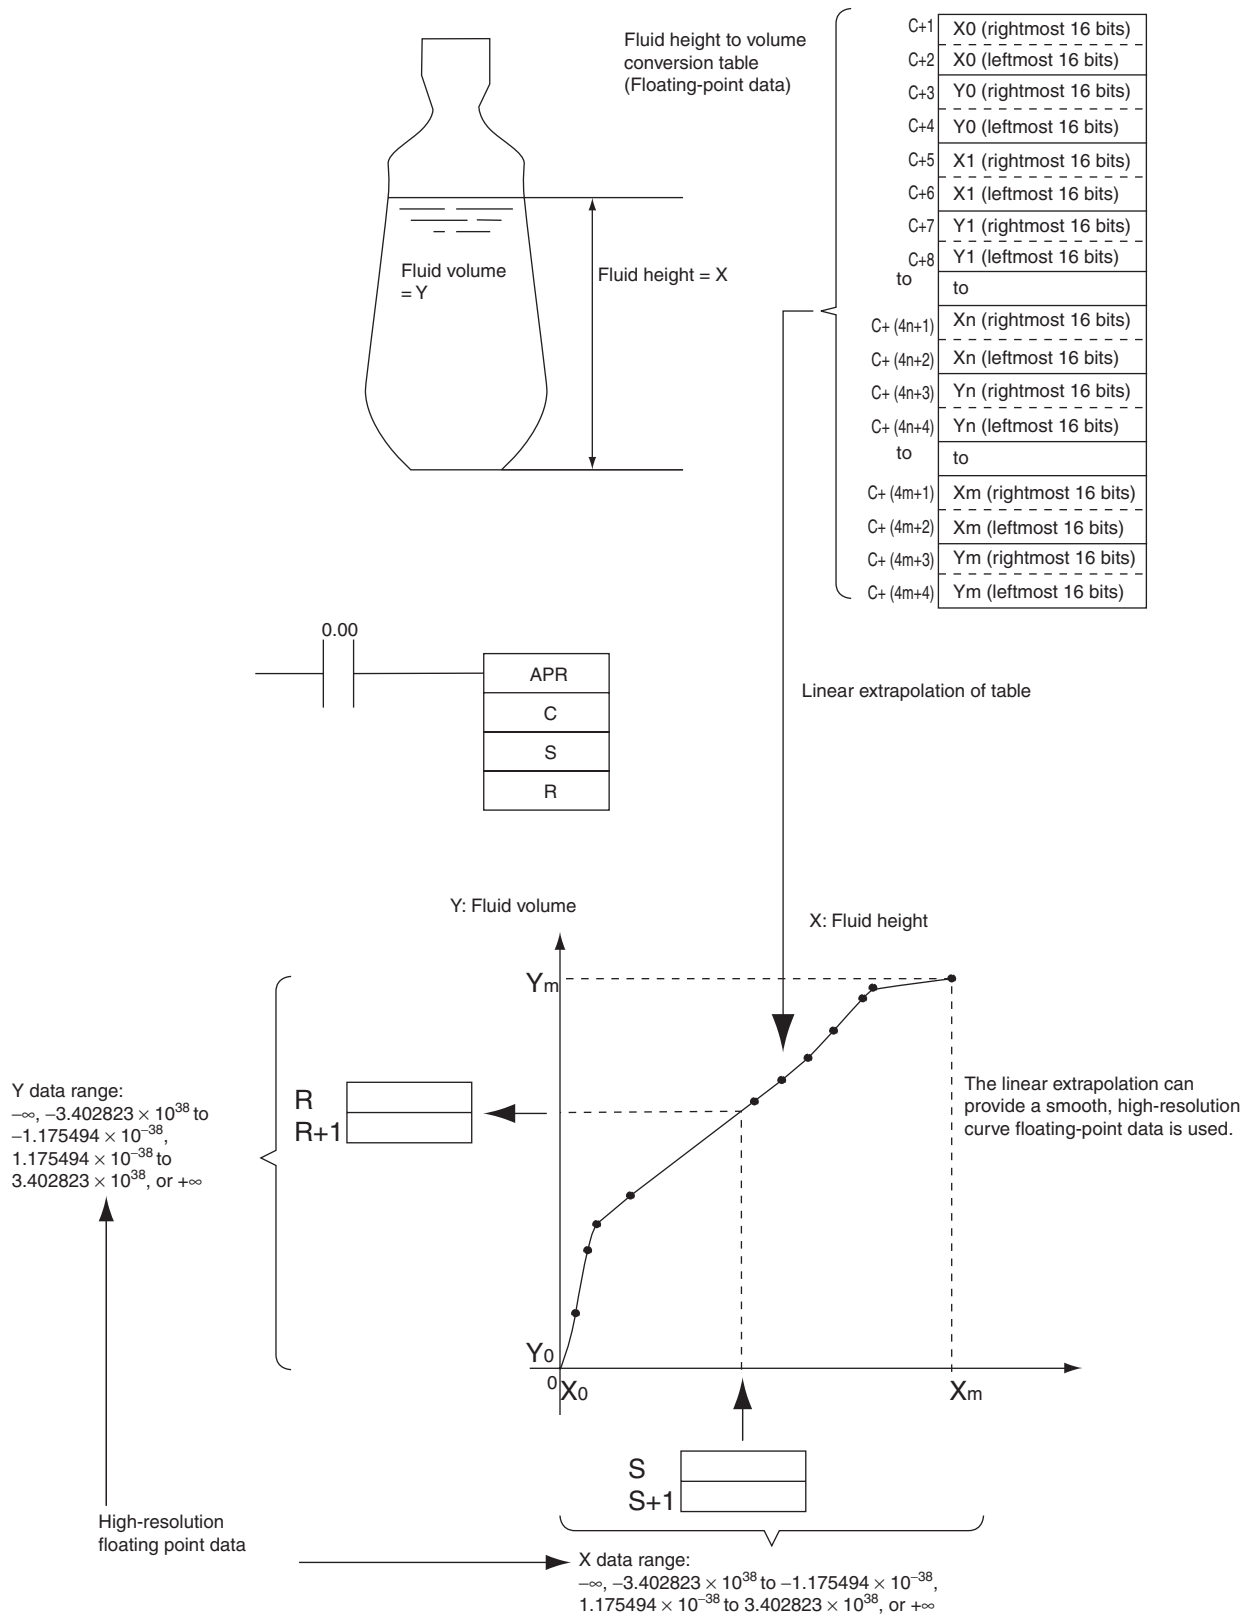 Fluid height to volume
conversion table
(Floating-point data)
Fluid volume
= Y
Fluid height = X
C+1 X0 (rightmost 16 bits)
C+2 X0 (leftmost 16 bits)
C+3 Y0 (rightmost 16 bits)
C+4 Y0 (leftmost 16 bits)
C+5 X1 (rightmost 16 bits)
C+6 X1 (leftmost 16 bits)
C+7 Y1 (rightmost 16 bits)
C+8 Y1 (leftmost 16 bits)
to to
C+ (4n+1) Xn (rightmost 16 bits)
C+ (4n+2) Xn (leftmost 16 bits)
C+ (4n+3) Yn (rightmost 16 bits)
C+ (4n+4) Yn (leftmost 16 bits)
to to
C+ (4m+1) Xm (rightmost 16 bits)
C+ (4m+2) Xm (leftmost 16 bits)
C+ (4m+3) Ym (rightmost 16 bits)
C+ (4m+4) Ym (leftmost 16 bits)
0.00
APR
C
S
R
Linear extrapolation of table
Y: Fluid volume
X: Fluid height
Ym
R
R+1
Y data range:
−∞, −3.402823 × 10³⁸ to
−1.175494 × 10⁻³⁸,
1.175494 × 10⁻³⁸ to
3.402823 × 10³⁸, or +∞
The linear extrapolation can
provide a smooth, high-resolution
curve floating-point data is used.
Y0
0 X0 Xm
S
S+1
High-resolution
floating point data
X data range:
−∞, −3.402823 × 10³⁸ to −1.175494 × 10⁻³⁸,
1.175494 × 10⁻³⁸ to 3.402823 × 10³⁸, or +∞